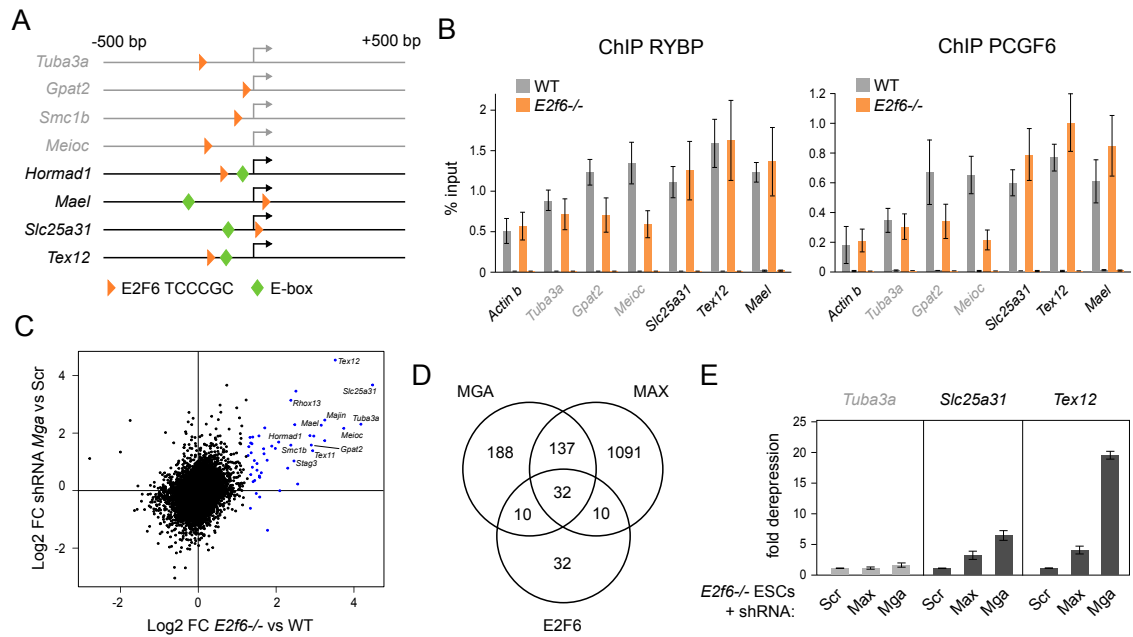 A
-500 bp
+500 bp
Tuba3a
Gpat2
Smc1b
Meioc
Hormad1
Mael
Slc25a31
Tex12
E2F6 TCCCGC
E-box
B
ChIP RYBP
WT
E2f6-/-
% input
2
1.5
1.0
0.5
0
Actin b
Tuba3a
Gpat2
Meioc
Slc25a31
Tex12
Mael
ChIP PCGF6
WT
E2f6-/-
1.2
1.0
0.8
0.6
0.4
0.2
0
Actin b
Tuba3a
Gpat2
Meioc
Slc25a31
Tex12
Mael
C
Log2 FC shRNA Mga vs Scr
4
2
0
-2
Tex12
Slc25a31
Rhox13
Majin
Tuba3a
Mael
Hormad1
Meioc
Smc1b
Gpat2
Tex11
Stag3
-2
0
2
4
Log2 FC E2f6-/- vs WT
D
MGA
MAX
188
137
1091
32
10
10
32
E2F6
E
Tuba3a
Slc25a31
Tex12
fold derepression
25
20
15
10
5
0
E2f6-/- ESCs
+ shRNA:
Scr
Max
Mga
Scr
Max
Mga
Scr
Max
Mga